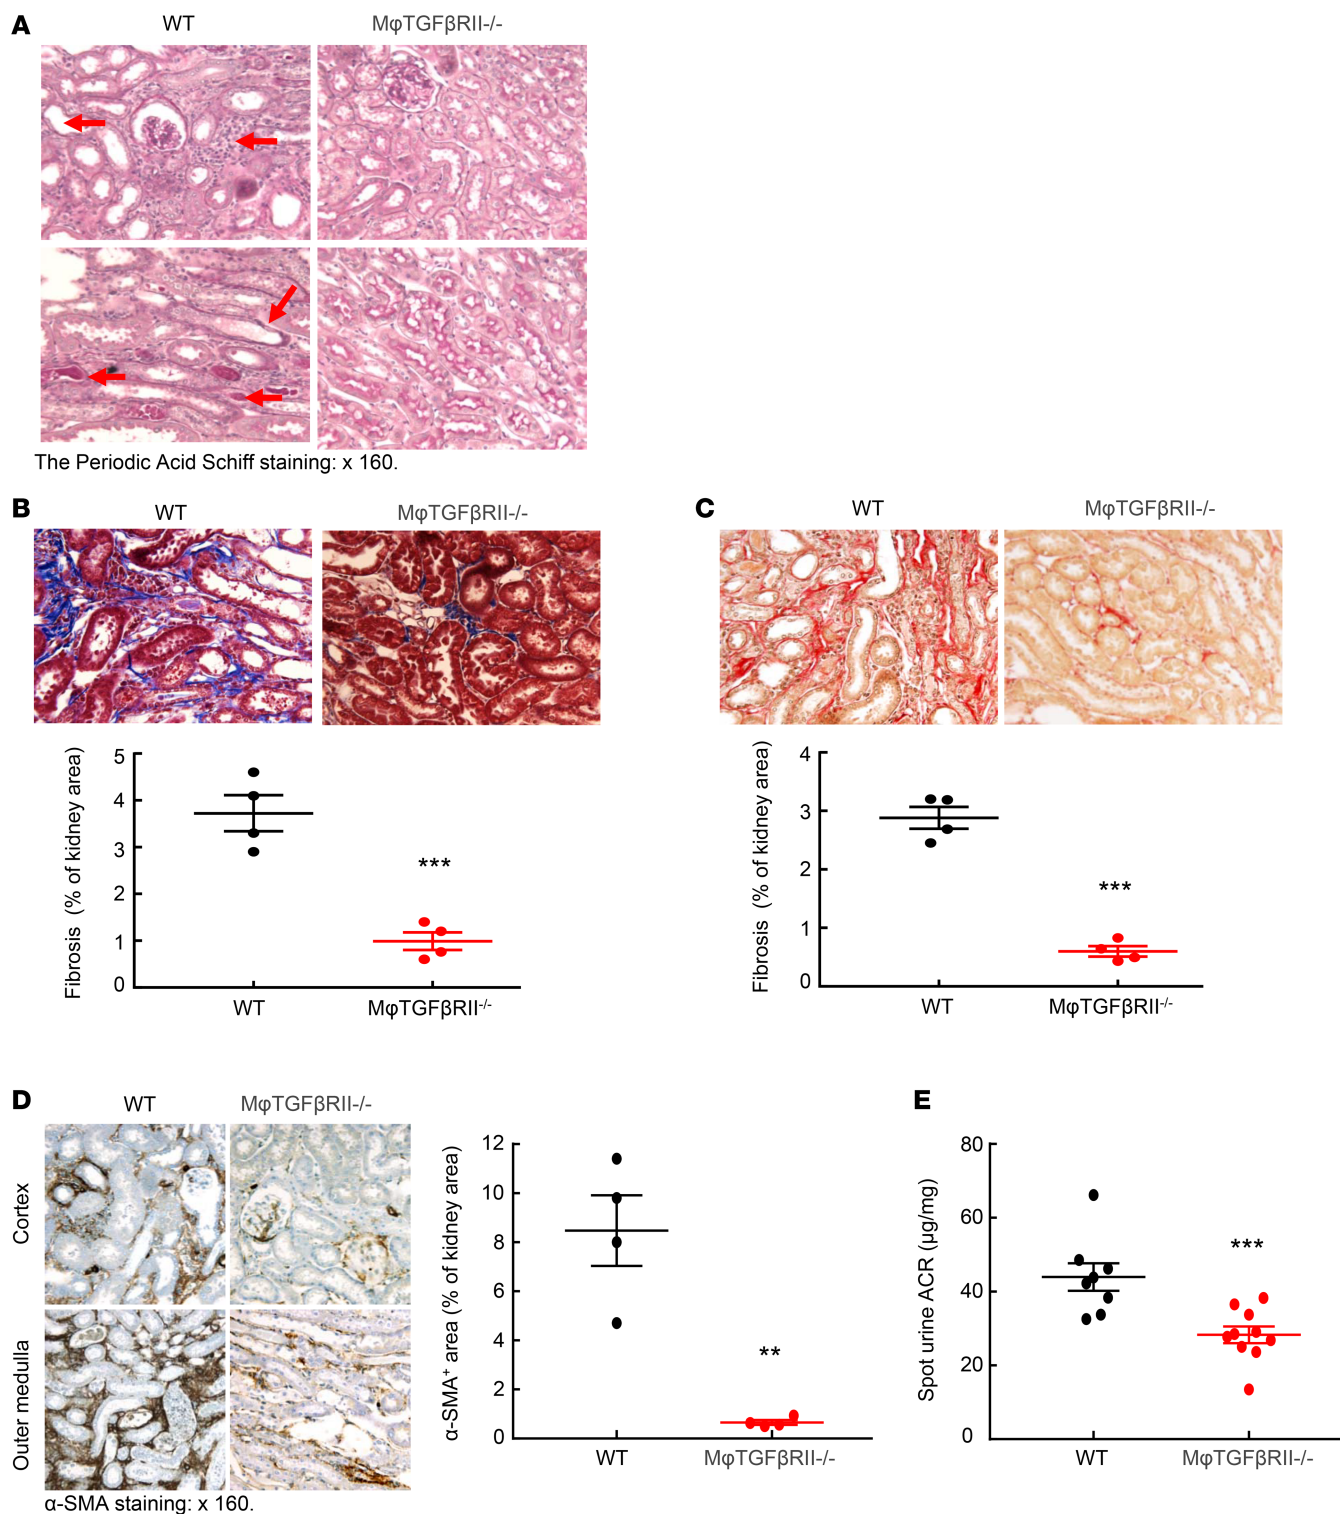 A
WT
MφTGFβRII-/-
The Periodic Acid Schiff staining: x 160.
B
WT
MφTGFβRII-/-
Fibrosis (% of kidney area)
5
4
3
2
1
0
***
WT
MφTGFβRII-/-
C
WT
MφTGFβRII-/-
Fibrosis (% of kidney area)
4
3
2
1
0
***
WT
MφTGFβRII-/-
D
WT
MφTGFβRII-/-
Cortex
Outer medulla
α-SMA staining: x 160.
α-SMA+ area (% of kidney area)
12
10
8
6
4
2
0
**
WT
MφTGFβRII-/-
E
Spot urine ACR (µg/mg)
80
60
40
20
0
***
WT
MφTGFβRII-/-